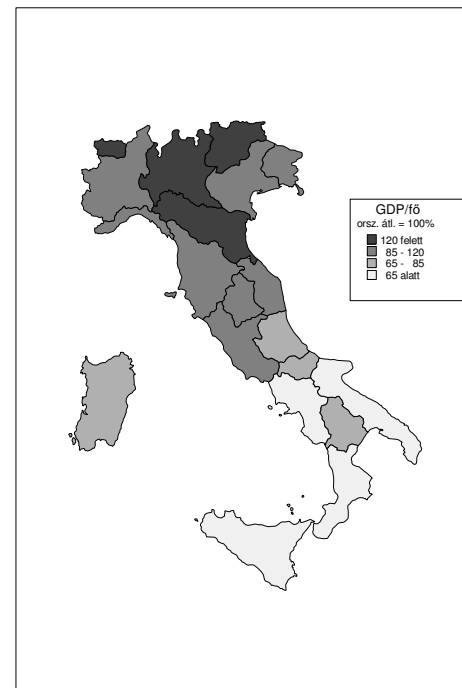 GDP/fő
orsz. átl. = 100%
120 felett
85 - 120
65 - 85
65 alatt